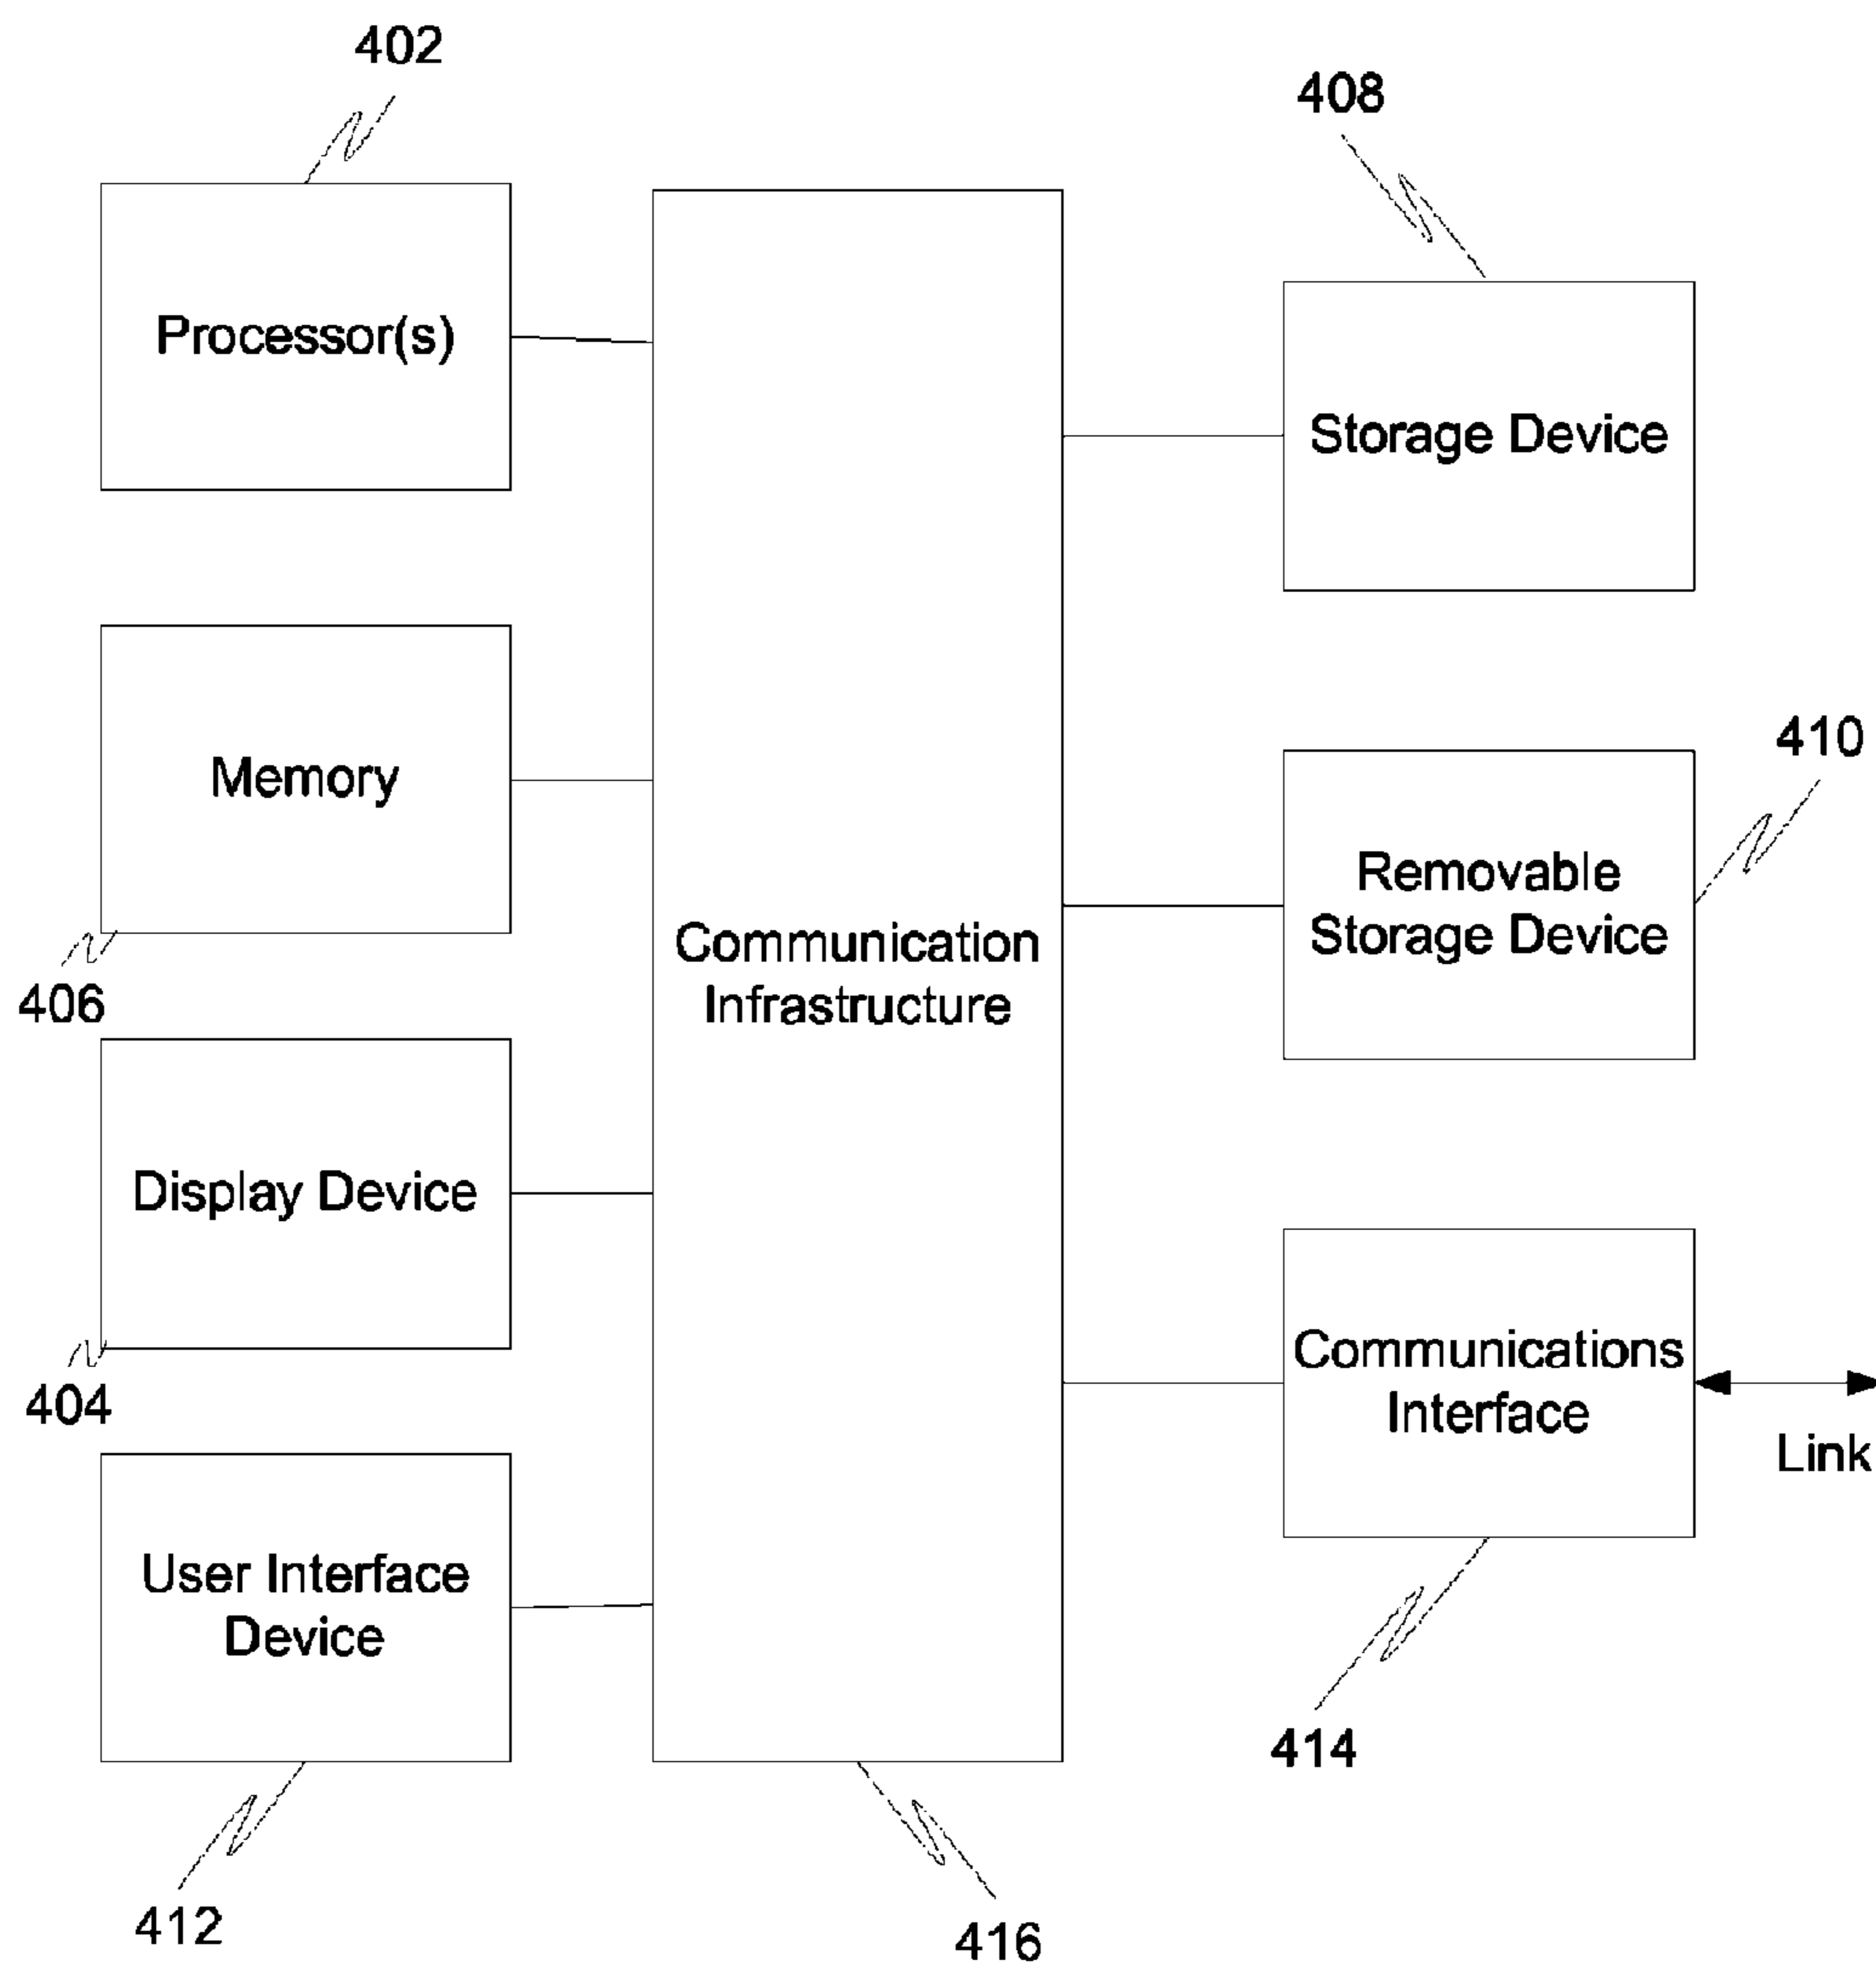 402
408
Processor(s)
Storage Device
Memory
410
Removable
Storage Device
406
Communication
Infrastructure
Display Device
404
Communications
Interface
Link
User Interface
Device
414
412
416